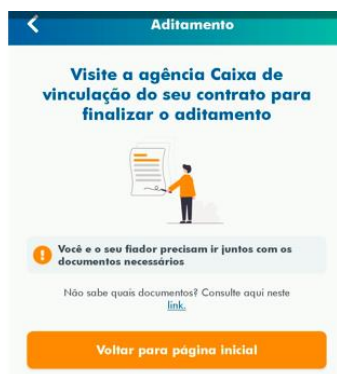 Aditamento
Visite a agência Caixa de
vinculação do seu contrato para
finalizar o aditamento
Você e o seu fiador precisam ir juntos com os
documentos necessários
Não sabe quais documentos? Consulte aqui neste
link.
Voltar para página inicial